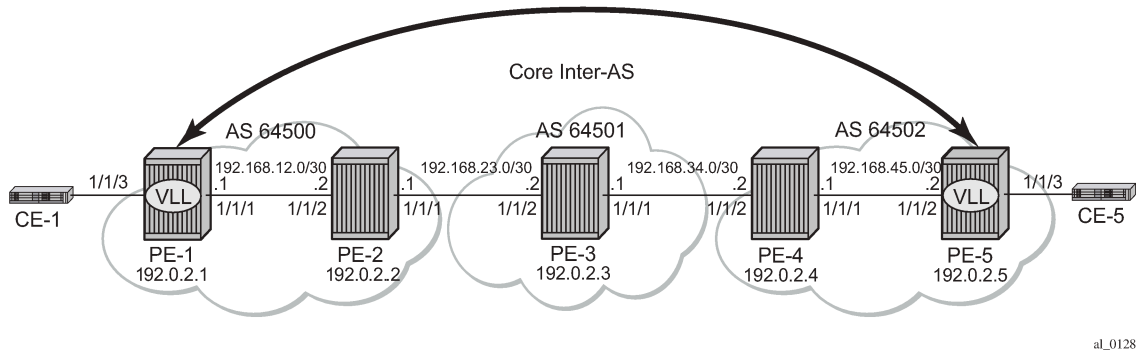 Core Inter-AS
AS 64500
AS 64501
AS 64502
1/1/3
VLL
.1
192.168.12.0/30
.2
.1
192.168.23.0/30
.2
.1
192.168.34.0/30
.2
.1
192.168.45.0/30
.2
VLL
1/1/3
1/1/1
1/1/2
1/1/1
1/1/2
1/1/1
1/1/2
1/1/1
1/1/2
CE-1
CE-5
PE-1
192.0.2.1
PE-2
192.0.2..2
PE-3
192.0.2.3
PE-4
192.0.2.4
PE-5
192.0.2.5
al_0128